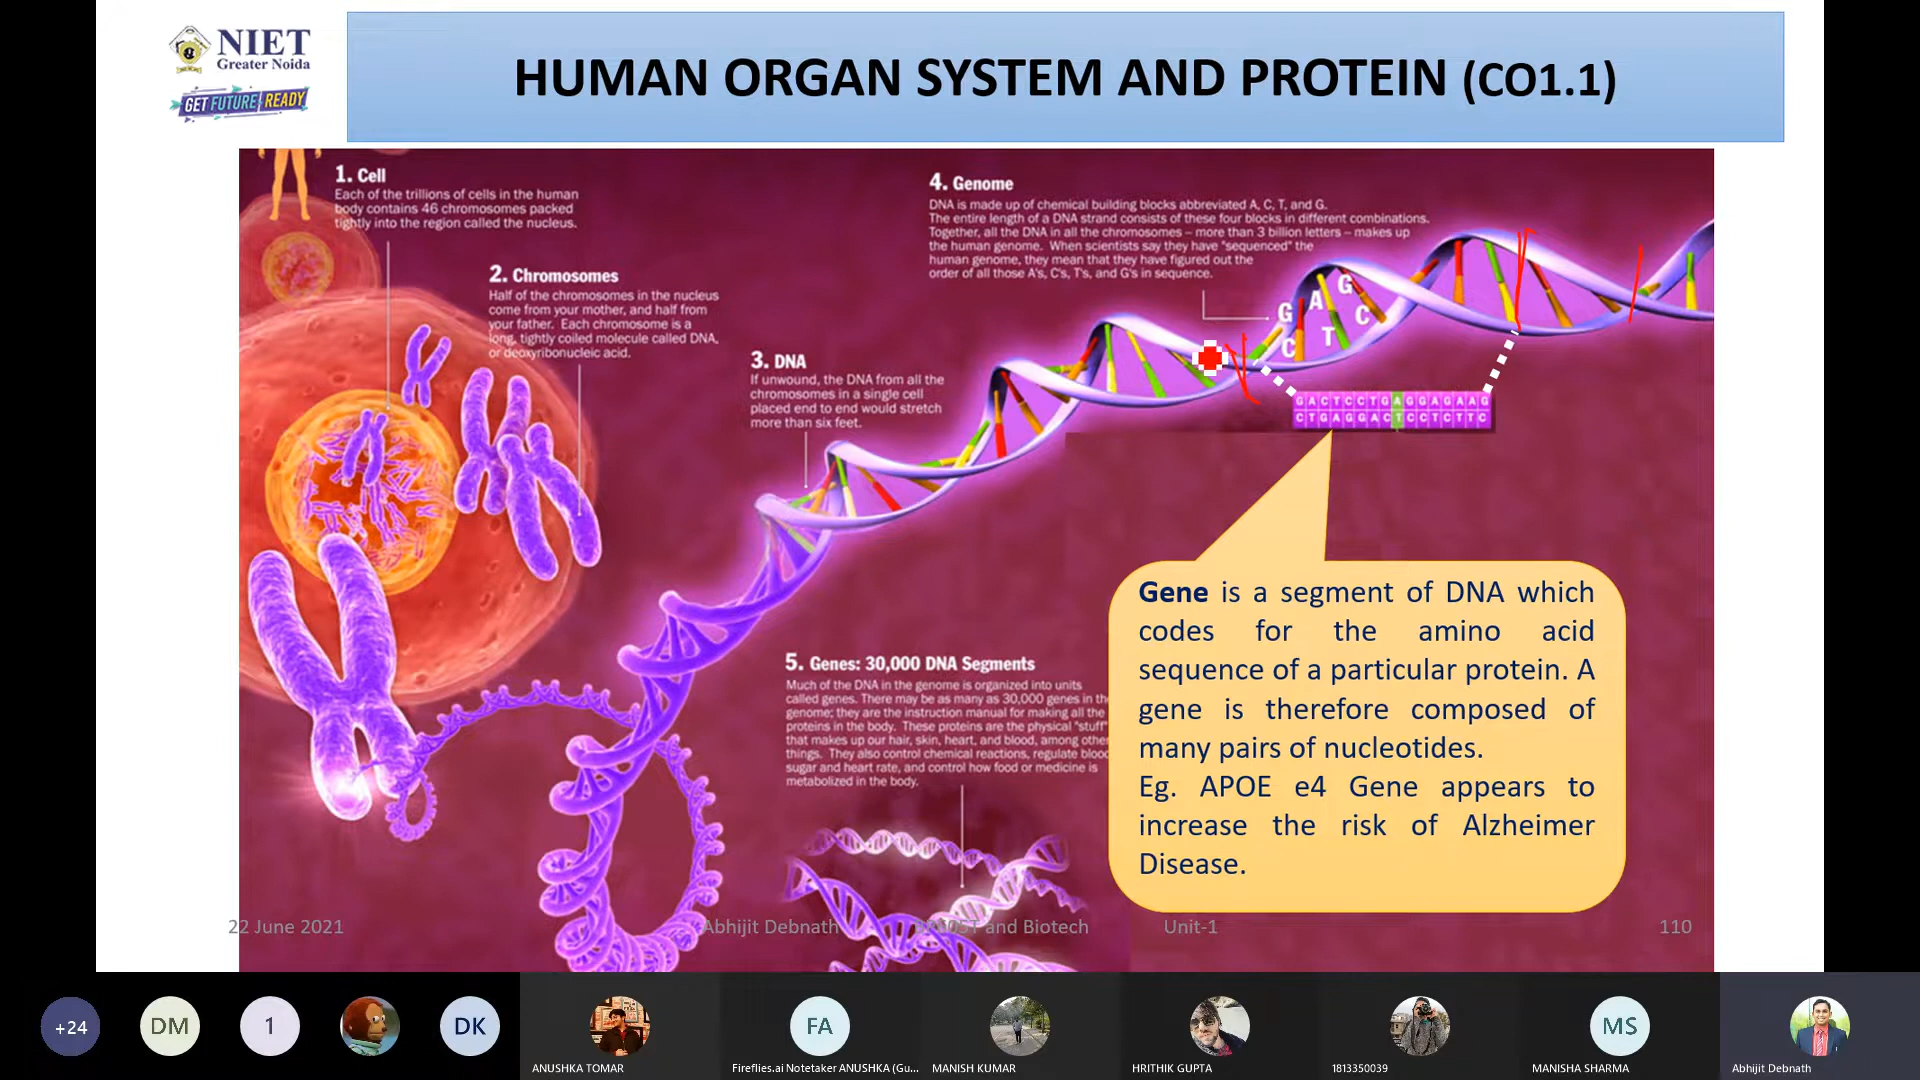 NIET
Greater Noida
GET FUTURE READY
HUMAN ORGAN SYSTEM AND PROTEIN (CO1.1)
1. Cell
Each of the trillions of cells in the human
body contains 46 chromosomes packed
tightly into the region called the nucleus.
2. Chromosomes
Half of the chromosomes in the nucleus
come from your mother, and half from
your father. Each chromosome is a
long, tightly coiled molecule called DNA,
or deoxyribonucleic acid.
3. DNA
If unwound, the DNA from all the
chromosomes in a single cell
placed end to end would stretch
more than six feet.
4. Genome
DNA is made up of chemical building blocks abbreviated A, C, T, and G.
The entire length of a DNA strand consists of these four blocks in different combinations.
Together, all the DNA in all the chromosomes – more than 3 billion letters – makes up
the human genome. When scientists say they have "sequenced" the
human genome, they mean that they have figured out the
order of all those A's, C's, T's, and G's in sequence.
G A G
C T C
GACTCCTGAGGAGAAG
CTGAGGACTCCTCTTC
5. Genes: 30,000 DNA Segments
Much of the DNA in the genome is organized into units
called genes. There may be as many as 30,000 genes in th
genome; they are the instruction manual for making all the
proteins in the body. These proteins are the physical "stuff"
that makes up our hair, skin, heart, and blood, among othe
things. They also control chemical reactions, regulate blood
sugar and heart rate, and control how food or medicine is
metabolized in the body.
Gene is a segment of DNA which
codes for the amino acid
sequence of a particular protein. A
gene is therefore composed of
many pairs of nucleotides.
Eg. APOE e4 Gene appears to
increase the risk of Alzheimer
Disease.
22 June 2021 Abhijit Debnath and Biotech Unit-1 110
+24 DM 1 DK FA MS
ANUSHKA TOMAR Fireflies.ai Notetaker ANUSHKA (Gu... MANISH KUMAR HRITHIK GUPTA 1813350039 MANISHA SHARMA Abhijit Debnath